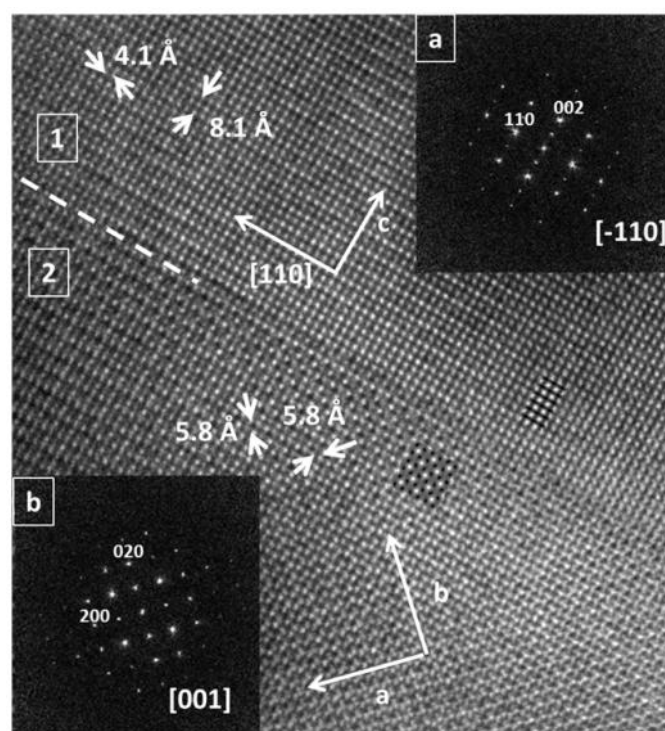 4.1 Å
8.1 Å
1
2
a
110
002
[-110]
c
[110]
5.8 Å
5.8 Å
b
020
200
[001]
b
a